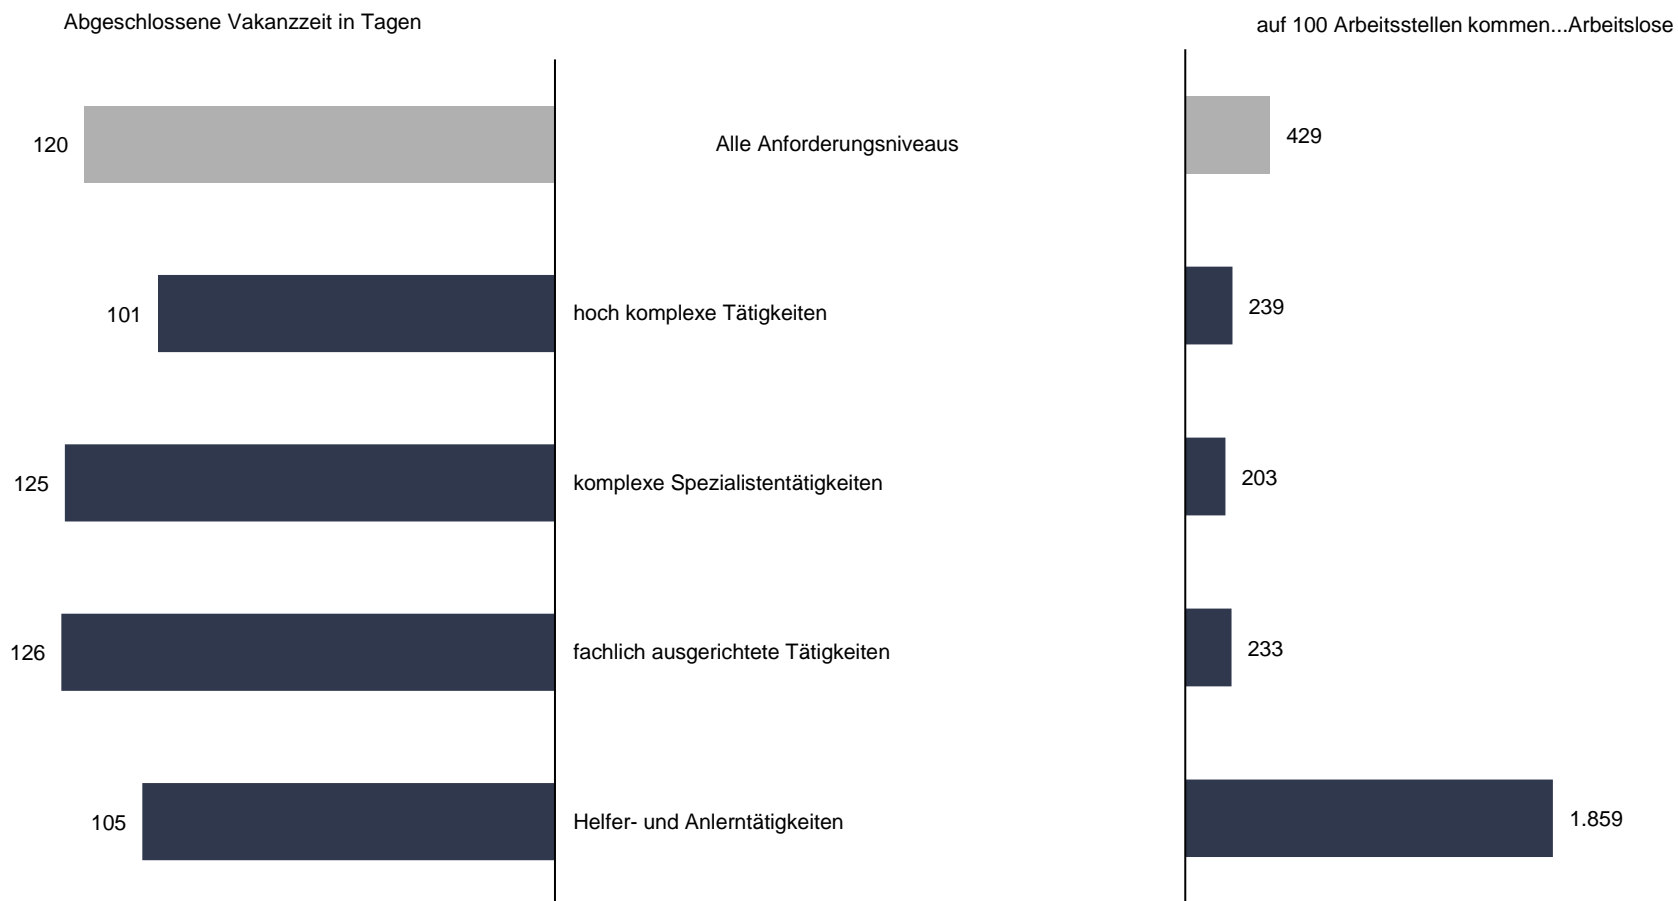 Abgeschlossene Vakanzzeit in Tagen
auf 100 Arbeitsstellen kommen...Arbeitslose
120
Alle Anforderungsniveaus
429
101
hoch komplexe Tätigkeiten
239
125
komplexe Spezialistentätigkeiten
203
126
fachlich ausgerichtete Tätigkeiten
233
105
Helfer- und Anlerntätigkeiten
1.859